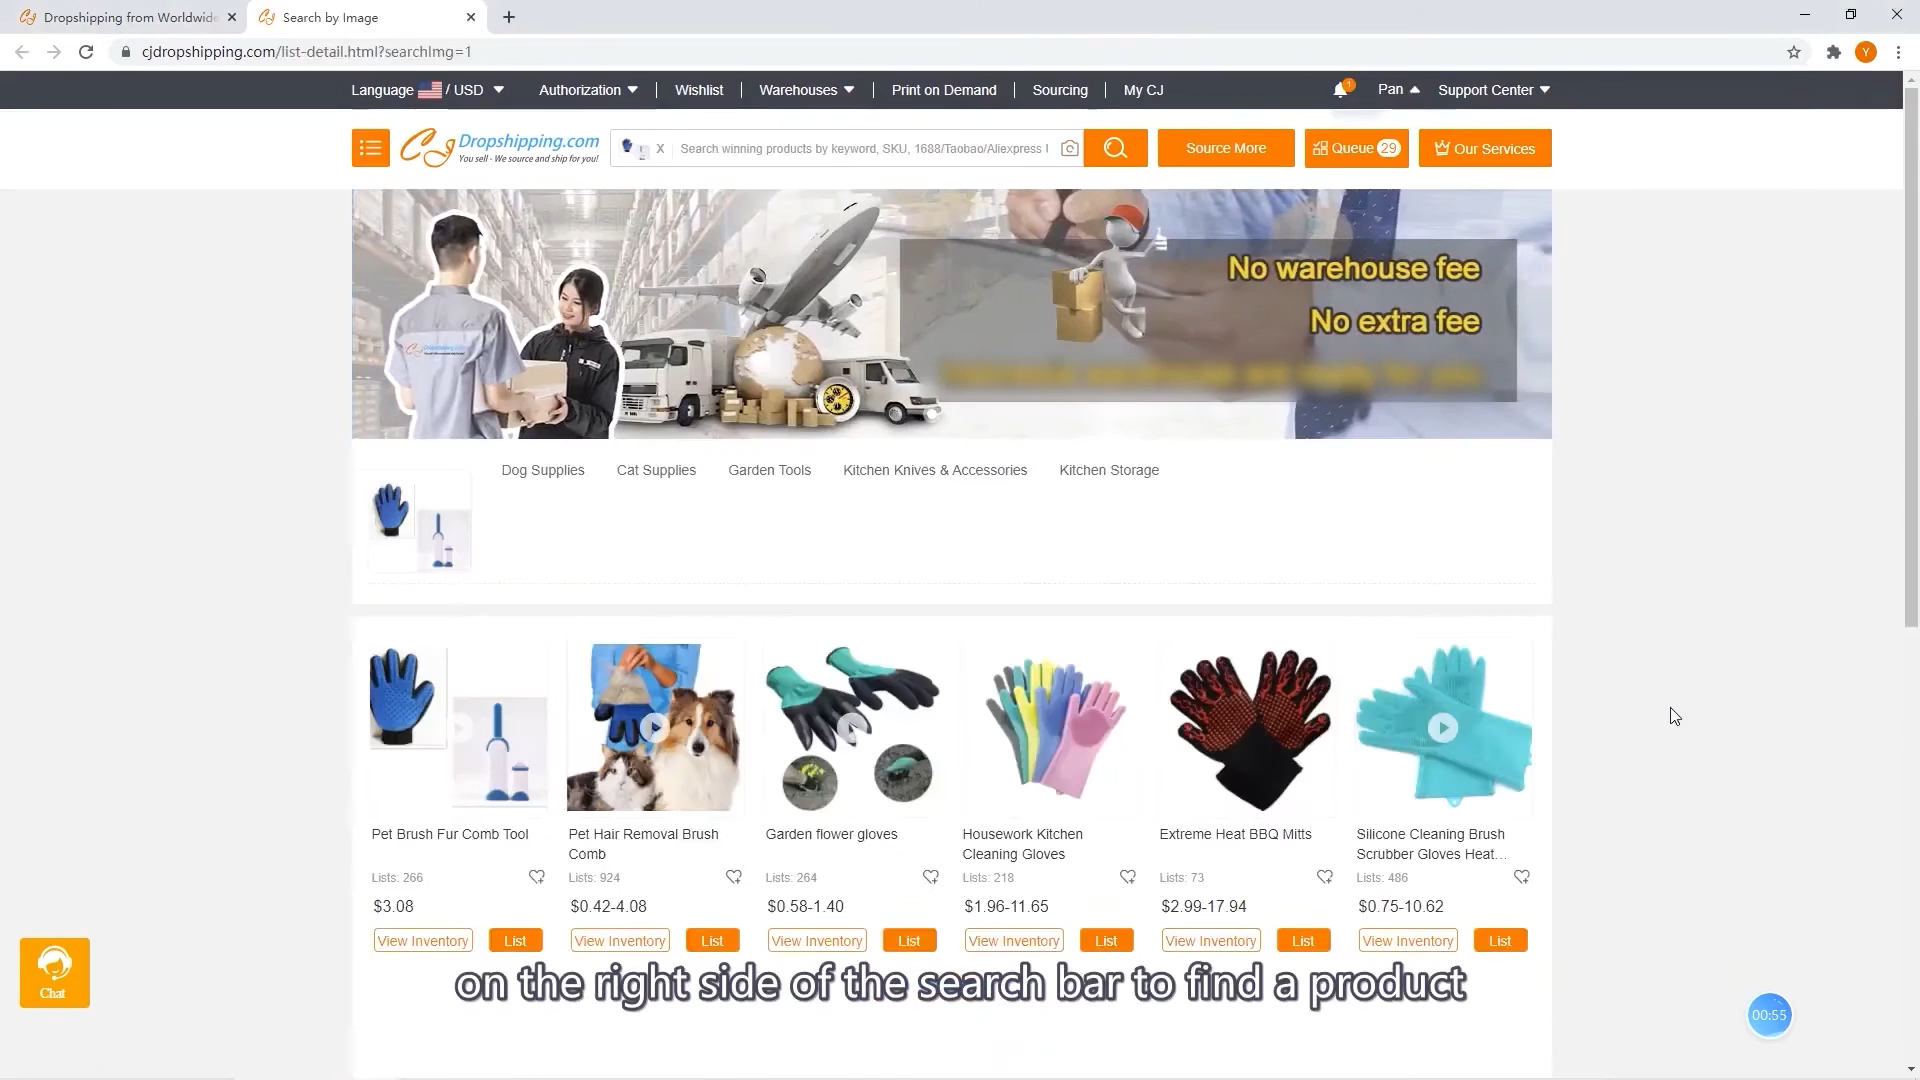 Dropshipping from Worldwide
Search by Image
cjdropshipping.com/list-detail.html?searchImg=1
Y
Language / USD
Authorization
Wishlist
Warehouses
Print on Demand
Sourcing
My CJ
1
Pan
Support Center
CJ Dropshipping.com
You sell - We source and ship for you!
X
Search winning products by keyword, SKU, 1688/Taobao/Aliexpress
Source More
Queue 29
Our Services
No warehouse fee
No extra fee
Dog Supplies
Cat Supplies
Garden Tools
Kitchen Knives & Accessories
Kitchen Storage
Pet Brush Fur Comb Tool
Lists: 266
$3.08
View Inventory
List
Pet Hair Removal Brush
Comb
Lists: 924
$0.42-4.08
View Inventory
List
Garden flower gloves
Lists: 264
$0.58-1.40
View Inventory
List
Housework Kitchen
Cleaning Gloves
Lists: 218
$1.96-11.65
View Inventory
List
Extreme Heat BBQ Mitts
Lists: 73
$2.99-17.94
View Inventory
List
Silicone Cleaning Brush
Scrubber Gloves Heat...
Lists: 486
$0.75-10.62
View Inventory
List
on the right side of the search bar to find a product
Chat
00:55